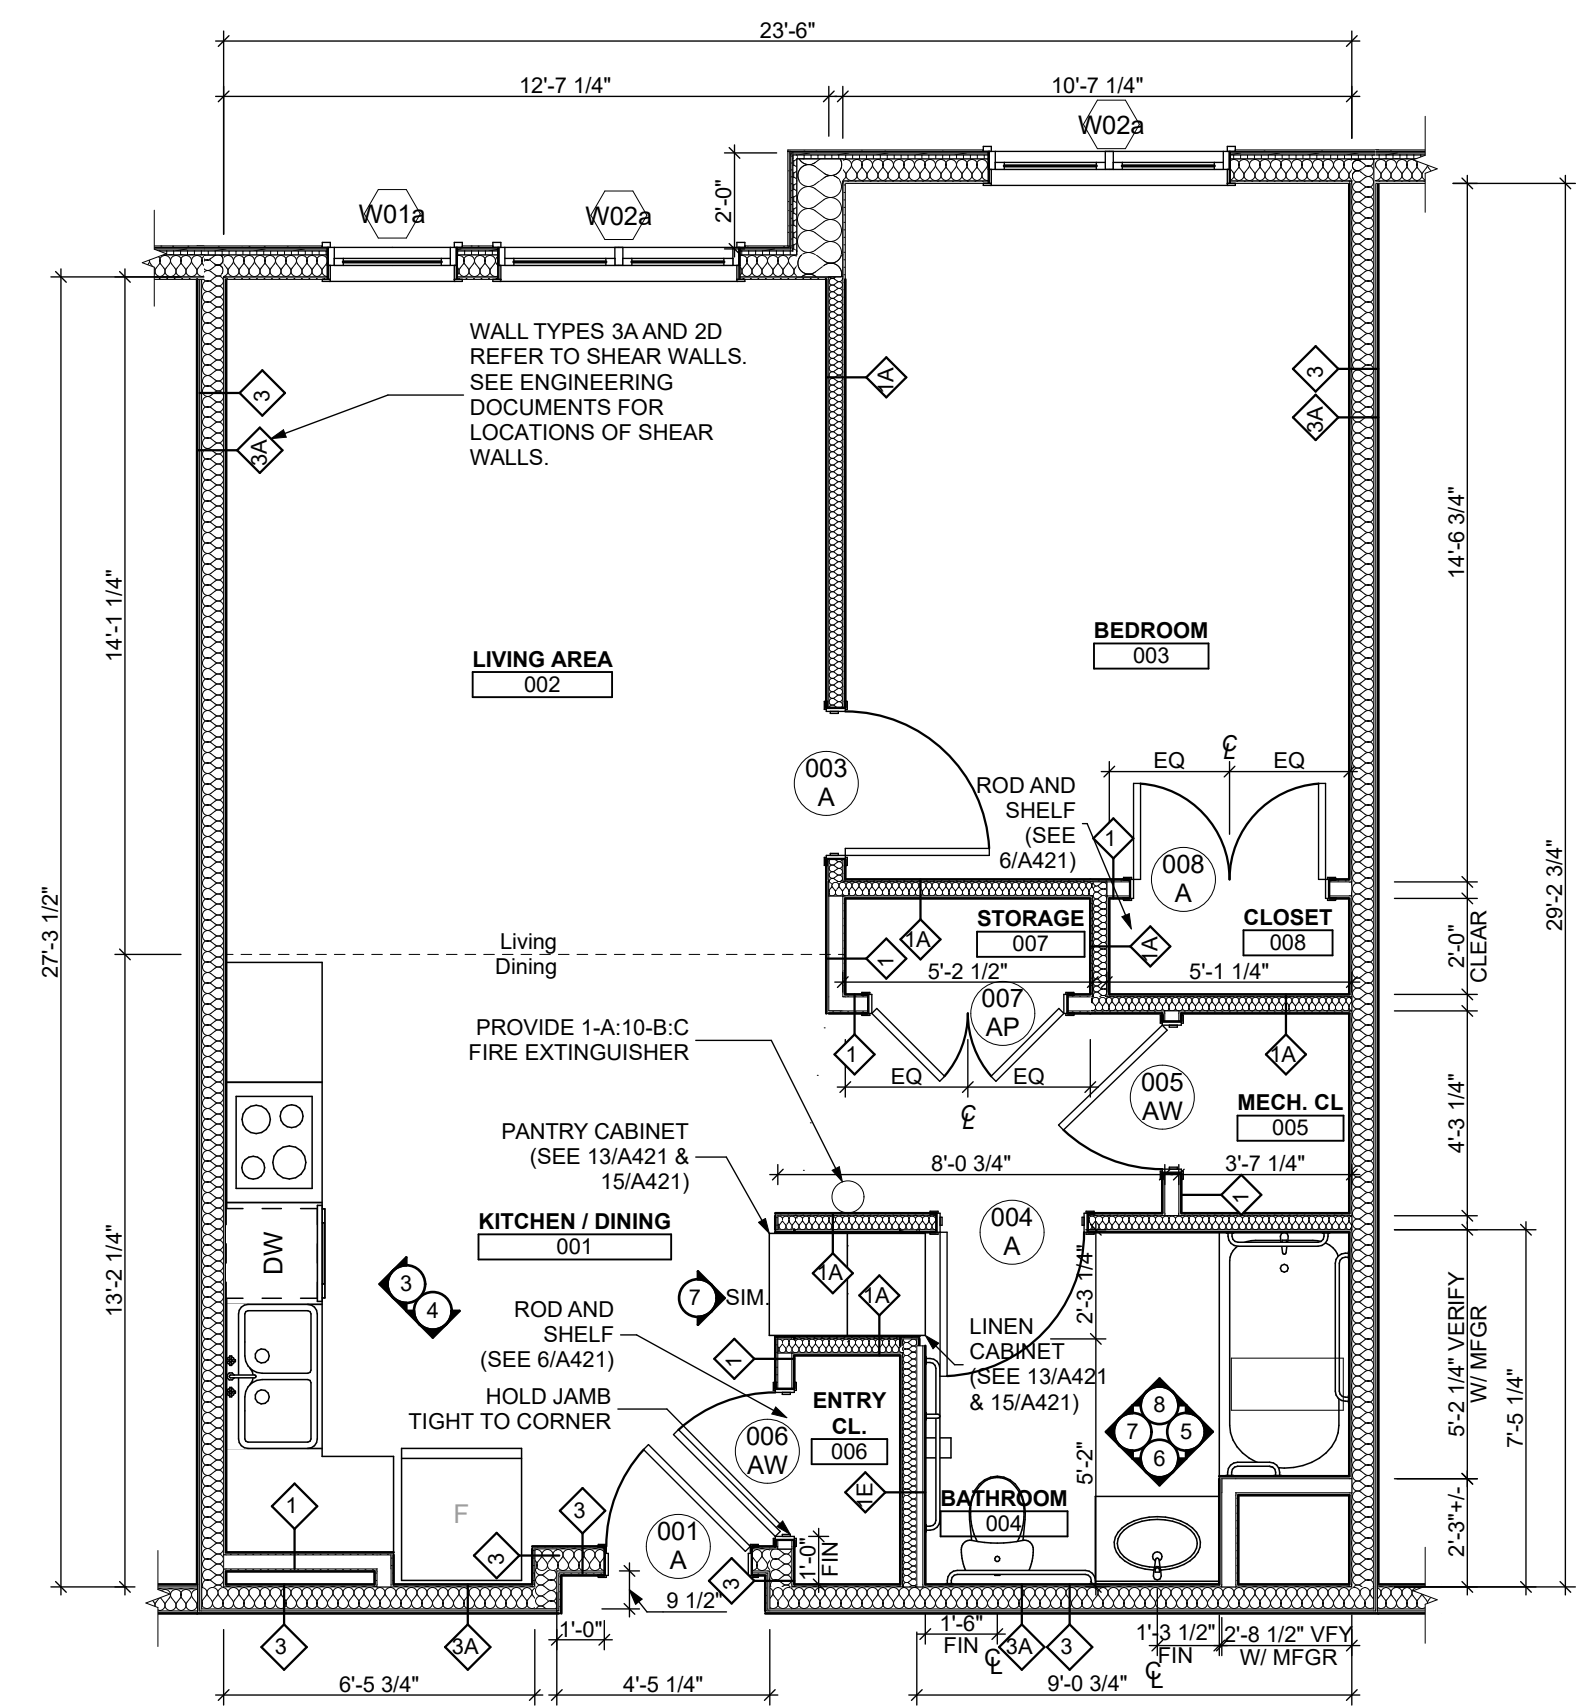 23'-6"
12'-7 1/4"
10'-7 1/4"
W02a
2'-0"
W01a
W02a
WALL TYPES 3A AND 2D
REFER TO SHEAR WALLS.
SEE ENGINEERING
DOCUMENTS FOR
LOCATIONS OF SHEAR
WALLS.
3
3A
1A
3
3A
14'-6 3/4"
29'-2 3/4"
14'-1 1/4"
27'-3 1/2"
13'-2 1/4"
LIVING AREA
002
BEDROOM
003
003
A
EQ
℄
EQ
ROD AND
SHELF
(SEE
6/A421)
1
008
A
STORAGE
007
CLOSET
008
1A
1
1A
5'-2 1/2"
5'-1 1/4"
2'-0"
CLEAR
Living
Dining
007
AP
1
EQ
EQ
℄
1A
PROVIDE 1-A:10-B:C
FIRE EXTINGUISHER
005
AW
MECH. CL
005
4'-3 1/4"
PANTRY CABINET
(SEE 13/A421 &
15/A421)
8'-0 3/4"
3'-7 1/4"
1
KITCHEN / DINING
001
004
A
DW
3
4
7
SIM.
1A
1A
2'-3 1/4"
ROD AND
SHELF
(SEE 6/A421)
1
LINEN
CABINET
(SEE 13/A421
& 15/A421)
5'-2 1/4" VERIFY
W/ MFGR
7'-5 1/4"
HOLD JAMB
TIGHT TO CORNER
ENTRY
CL.
006
006
AW
8
7
5
6
5'-2"
1E
BATHROOM
004
F
1
3
3
001
A
3
1'-0"
FIN
2'-3"+/-
9 1/2"
1'-0"
3
3A
1'-6"
FIN
℄
3A
3
1'-3 1/2"
FIN
℄
2'-8 1/2" VFY
W/ MFGR
6'-5 3/4"
4'-5 1/4"
9'-0 3/4"